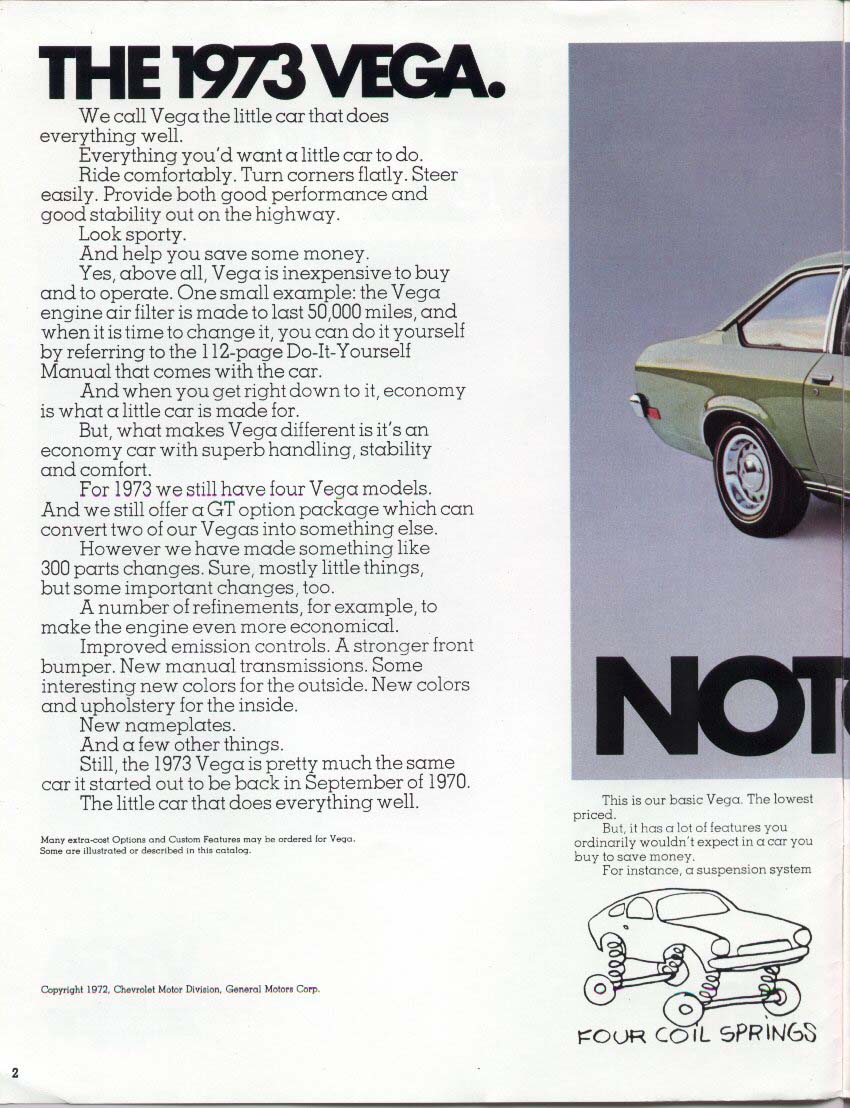 THE 1973 VEGA.
We call Vega the little car that does
everything well.
Everything you'd want a little car to do.
Ride comfortably. Turn corners flatly. Steer
easily. Provide both good performance and
good stability out on the highway.
Look sporty.
And help you save some money.
Yes, above all, Vega is inexpensive to buy
and to operate. One small example: the Vega
engine air filter is made to last 50,000 miles, and
when it is time to change it, you can do it yourself
by referring to the 112-page Do-It-Yourself
Manual that comes with the car.
And when you get right down to it, economy
is what a little car is made for.
But, what makes Vega different is it's an
economy car with superb handling, stability
and comfort.
For 1973 we still have four Vega models.
And we still offer a GT option package which can
convert two of our Vegas into something else.
However we have made something like
300 parts changes. Sure, mostly little things,
but some important changes, too.
A number of refinements, for example, to
make the engine even more economical.
Improved emission controls. A stronger front
bumper. New manual transmissions. Some
interesting new colors for the outside. New colors
and upholstery for the inside.
New nameplates.
And a few other things.
Still, the 1973 Vega is pretty much the same
car it started out to be back in September of 1970.
The little car that does everything well.
Many extra-cost Options and Custom Features may be ordered for Vega.
Some are illustrated or described in this catalog.
Copyright 1972, Chevrolet Motor Division, General Motors Corp.
2
NOT
This is our basic Vega. The lowest
priced.
But, it has a lot of features you
ordinarily wouldn't expect in a car you
buy to save money.
For instance, a suspension system
FOUR COIL SPRINGS